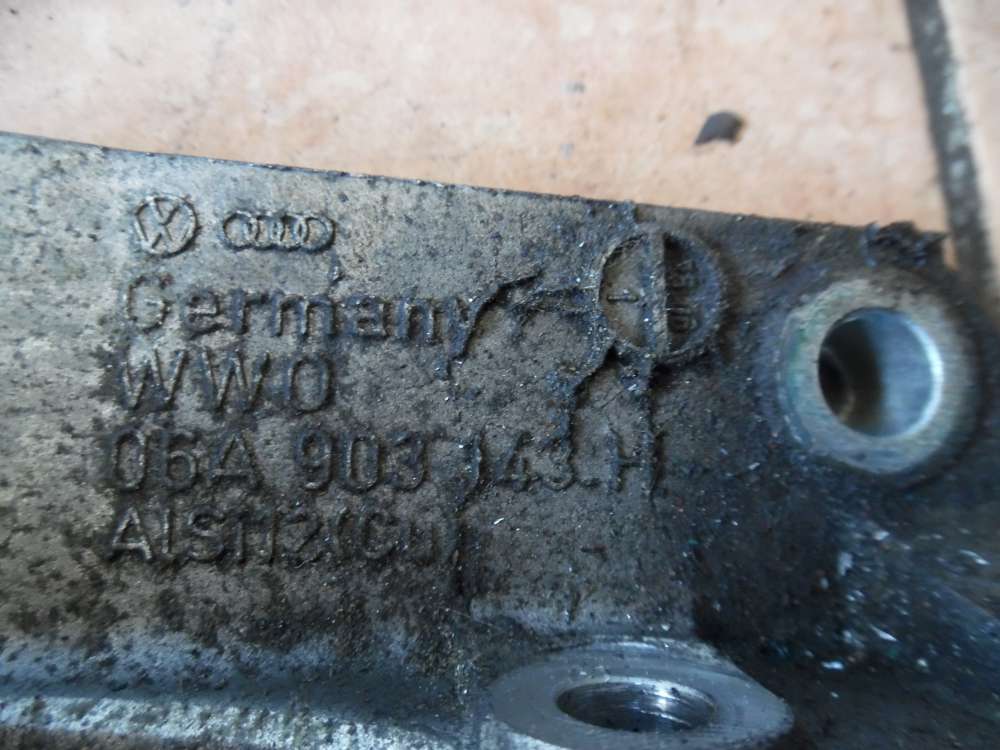 Germany
WWO
06A 903 143 H
AlSi12(Cu)